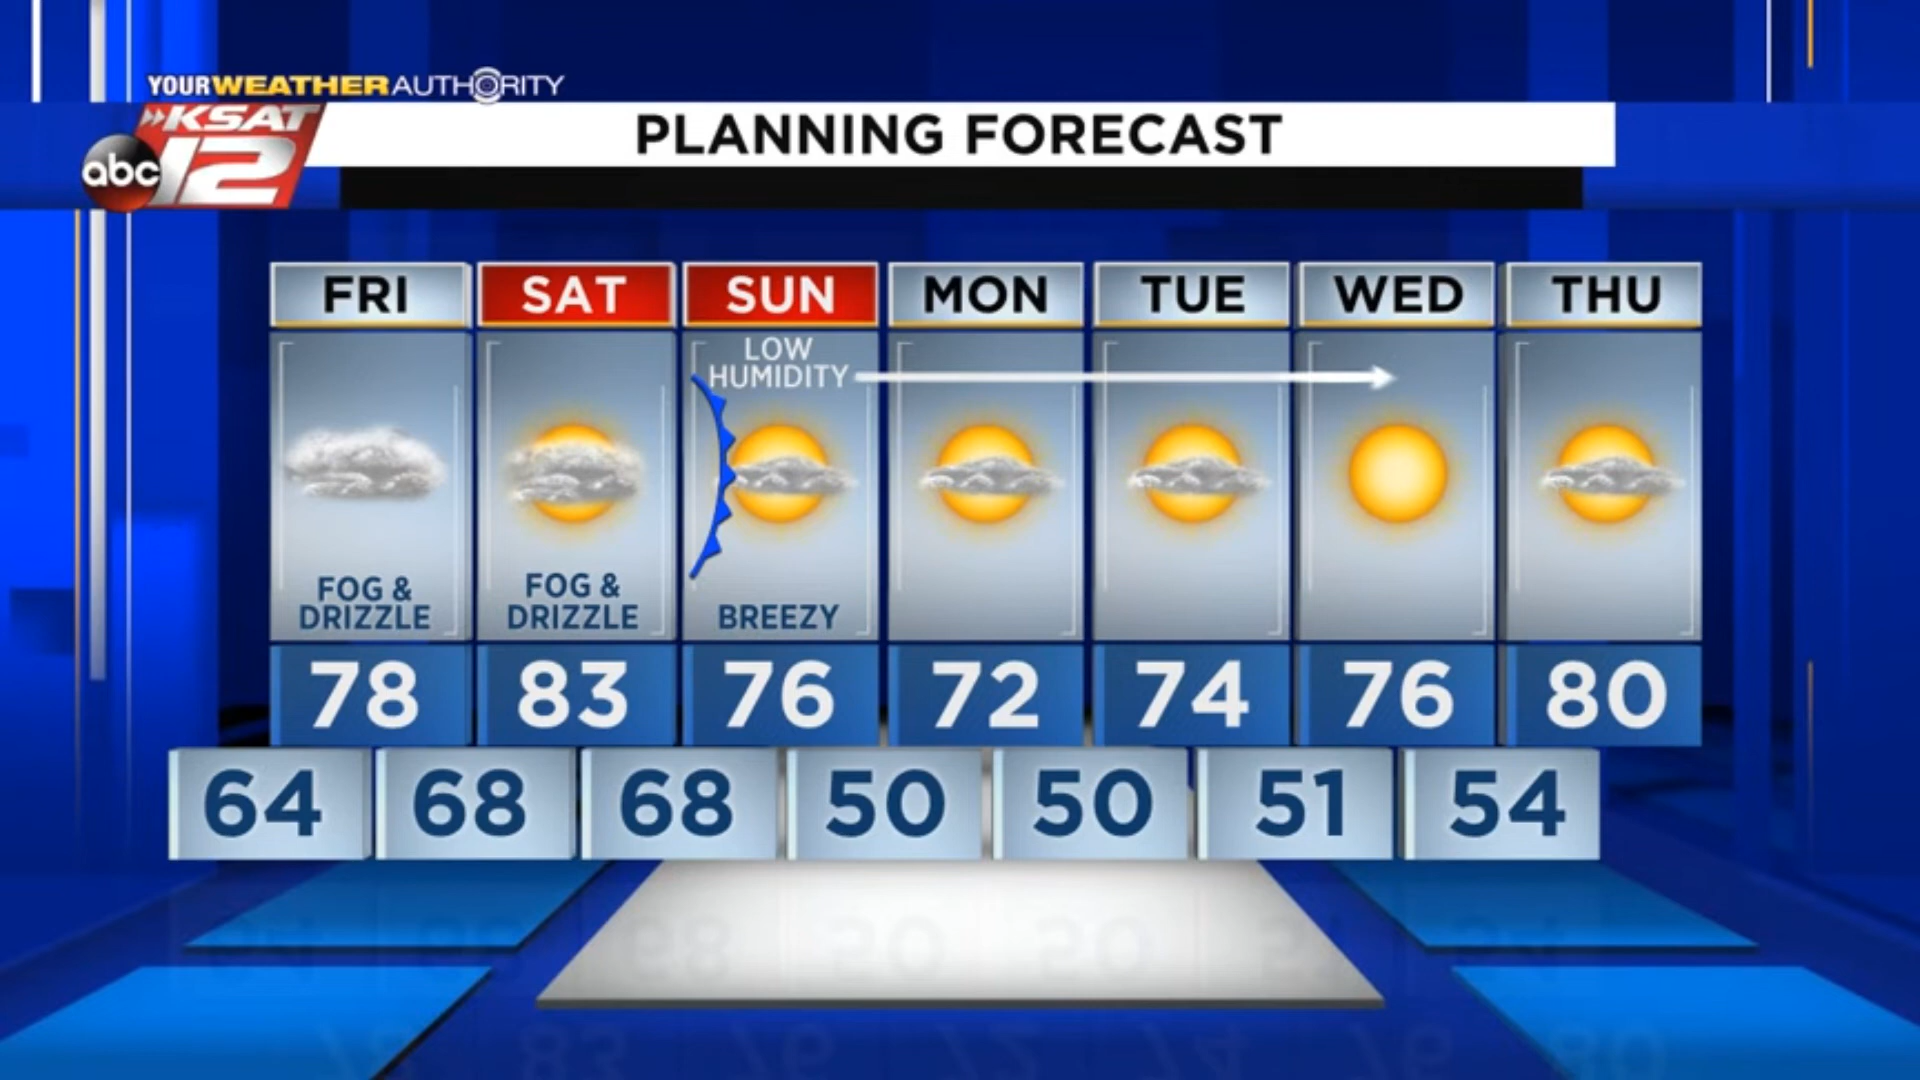 YOURWEATHERAUTHORITY
KSAT
abc 12
PLANNING FORECAST
FRI SAT SUN MON TUE WED THU
LOW
HUMIDITY
FOG &
DRIZZLE
FOG &
DRIZZLE
BREEZY
78 83 76 72 74 76 80
64 68 68 50 50 51 54